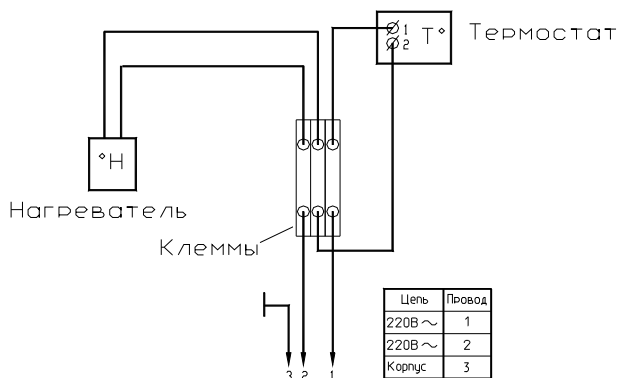 1
2
T°
Термостат
°Н
Нагреватель
Клеммы
Цепь Провод
220В ~ 1
220В ~ 2
Корпус 3
3 2 1